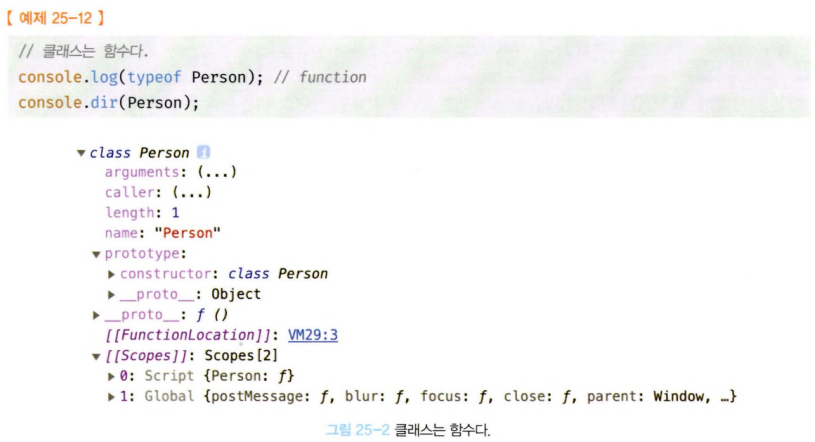 【 예제 25-12 】
// 클래스는 함수다.
console.log(typeof Person); // function
console.dir(Person);
▼class Person i
arguments: (...)
caller: (...)
length: 1
name: "Person"
▼prototype:
▶constructor: class Person
▶__proto__: Object
▶__proto__: ƒ ()
[[FunctionLocation]]: VM29:3
▼[[Scopes]]: Scopes[2]
▶0: Script {Person: ƒ}
▶1: Global {postMessage: ƒ, blur: ƒ, focus: ƒ, close: ƒ, parent: Window, …}
그림 25-2 클래스는 함수다.